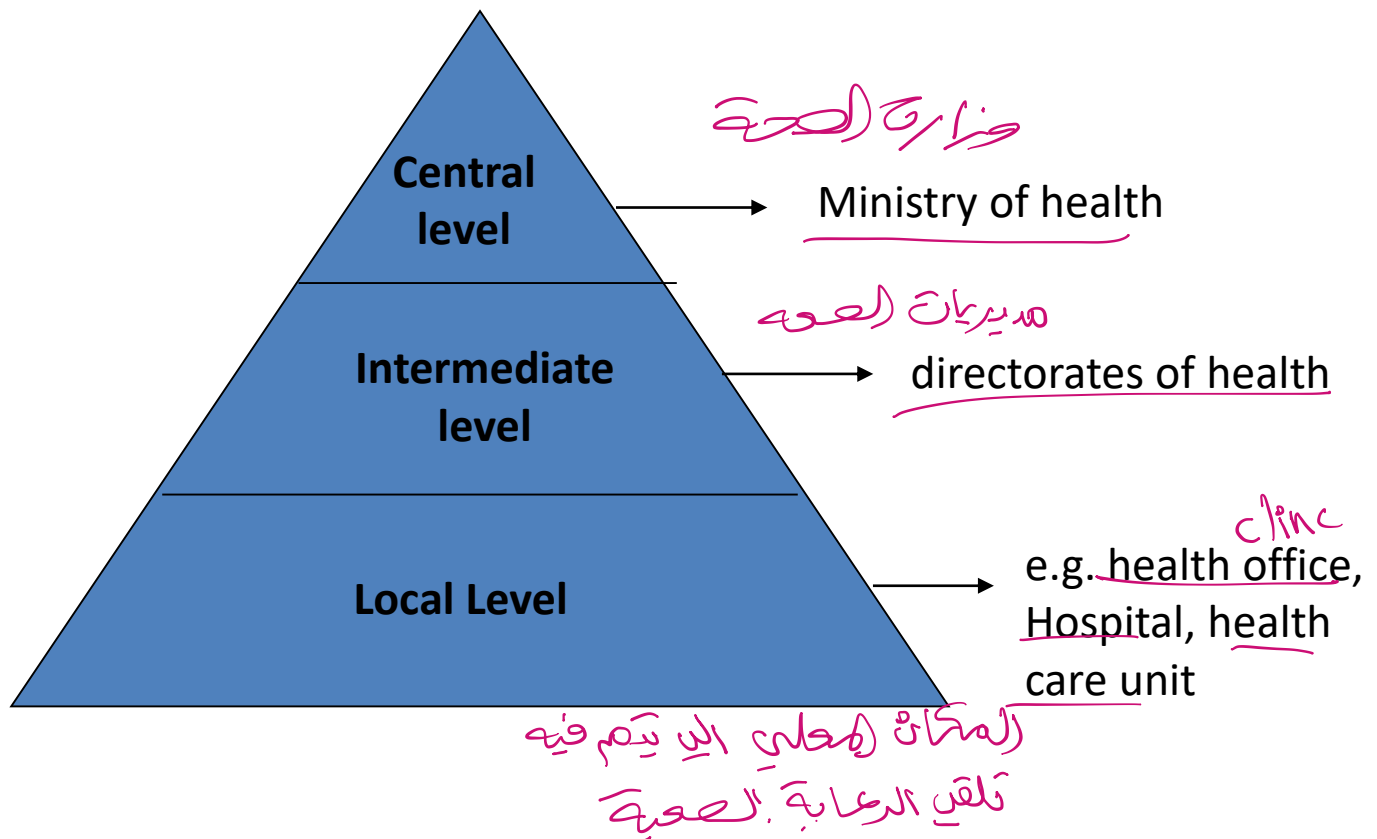 وزارة الصحة
Central
level
Ministry of health
مديريات الصحه
Intermediate
level
directorates of health
clinc
e.g. health office,
Hospital, health
care unit
Local Level
المكان المحلي الي يتم فيه
تلقي الرعاية الصحية